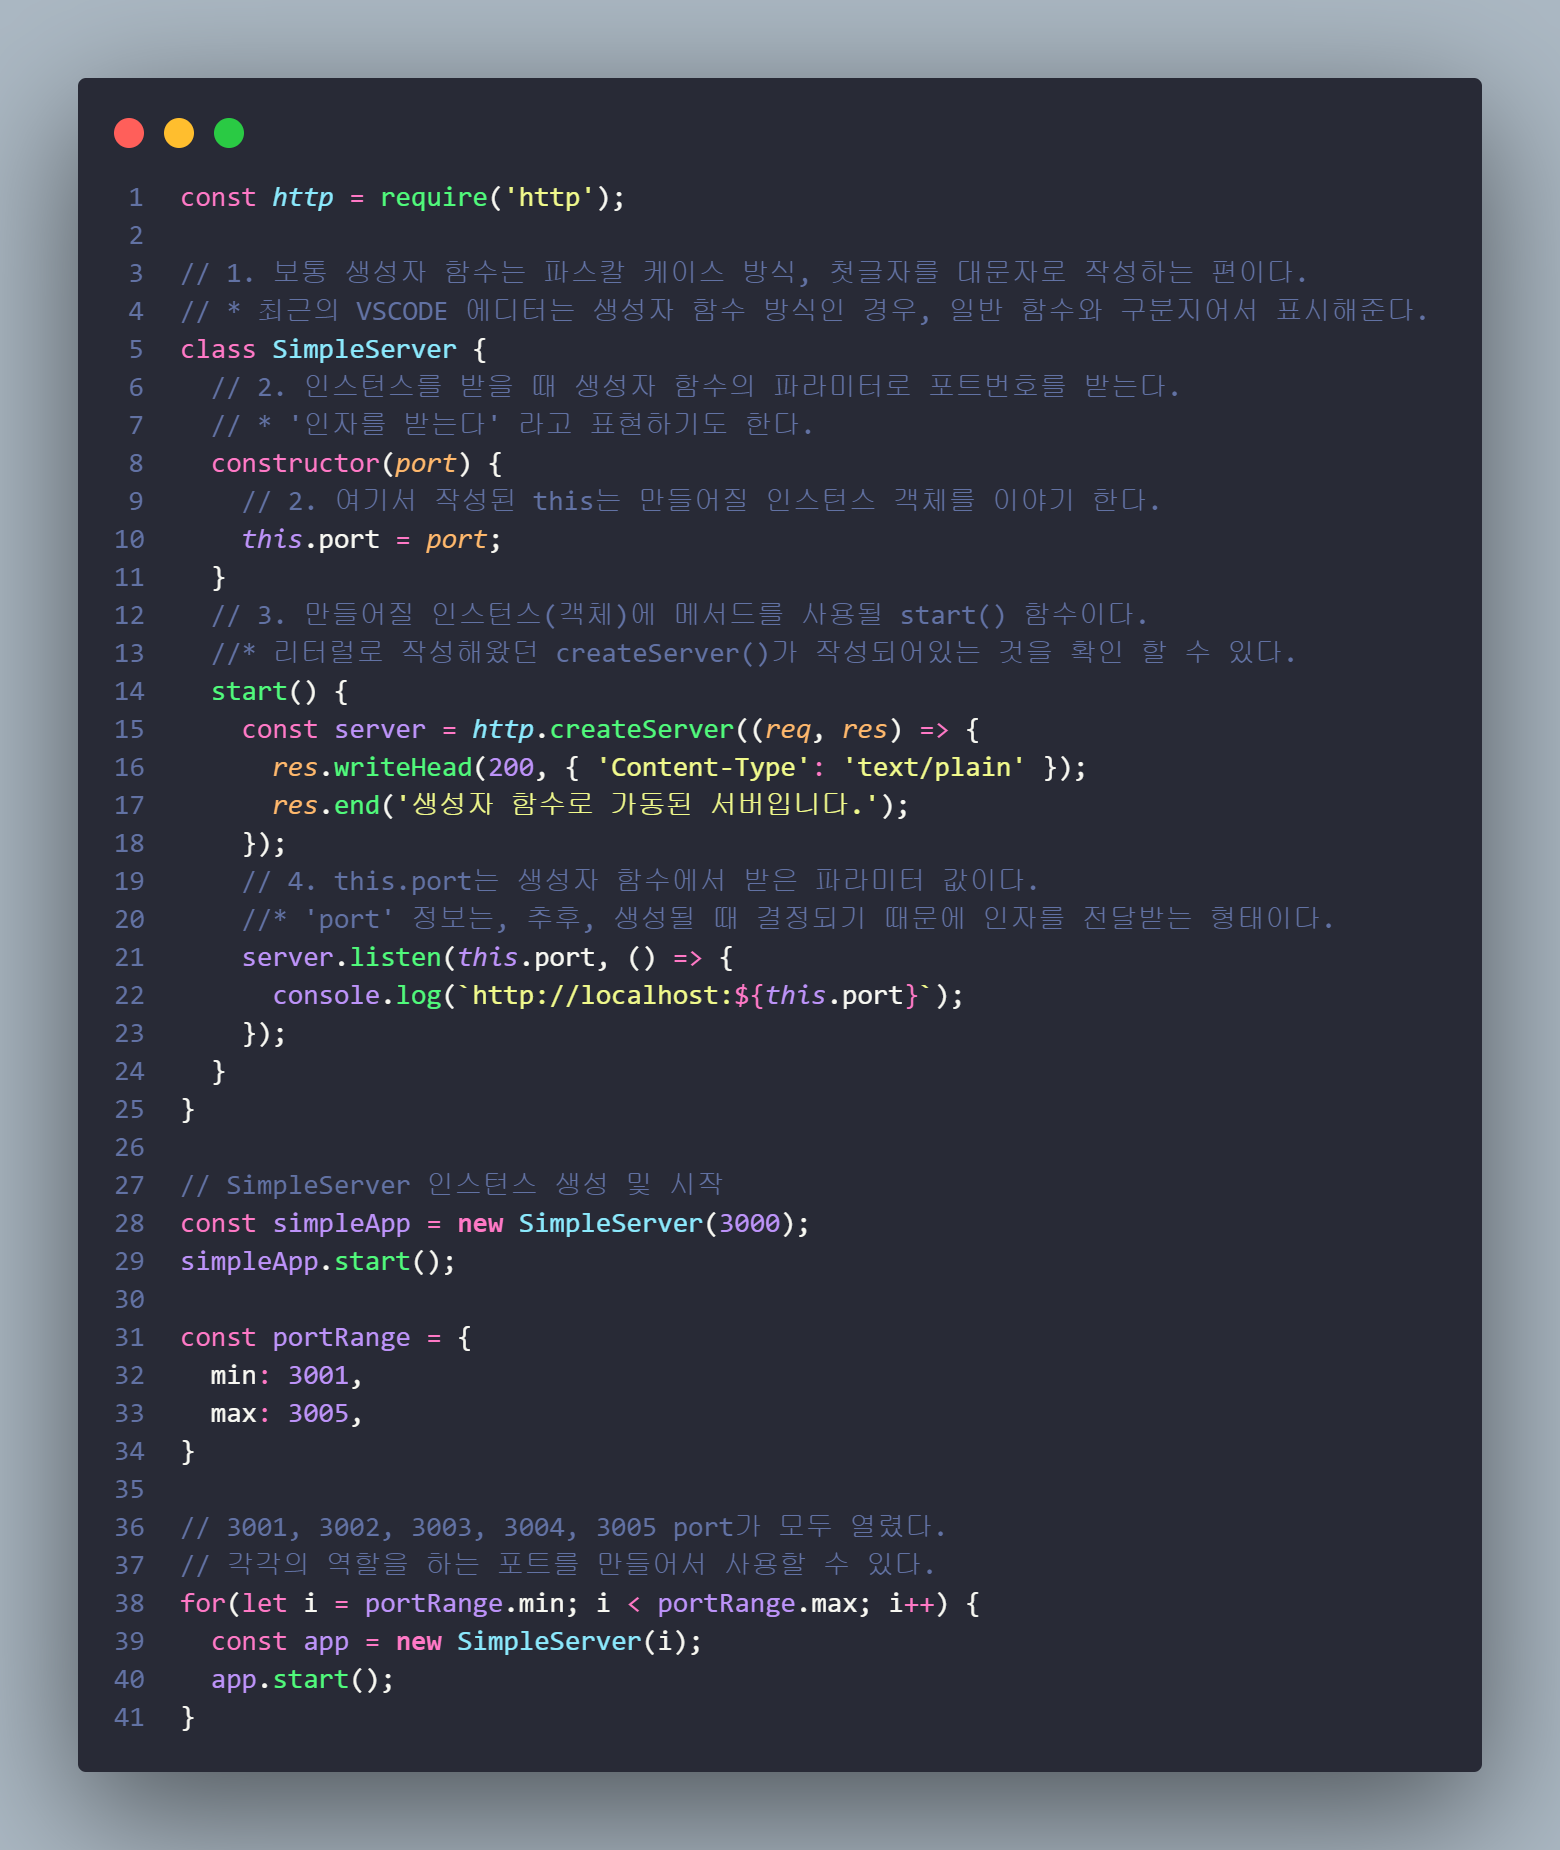 1 const http = require('http');
2
3 // 1. 보통 생성자 함수는 파스칼 케이스 방식, 첫글자를 대문자로 작성하는 편이다.
4 // * 최근의 VSCODE 에디터는 생성자 함수 방식인 경우, 일반 함수와 구분지어서 표시해준다.
5 class SimpleServer {
6   // 2. 인스턴스를 받을 때 생성자 함수의 파라미터로 포트번호를 받는다.
7   // * '인자를 받는다' 라고 표현하기도 한다.
8   constructor(port) {
9     // 2. 여기서 작성된 this는 만들어질 인스턴스 객체를 이야기 한다.
10     this.port = port;
11   }
12   // 3. 만들어질 인스턴스(객체)에 메서드를 사용될 start() 함수이다.
13   //* 리터럴로 작성해왔던 createServer()가 작성되어있는 것을 확인 할 수 있다.
14   start() {
15     const server = http.createServer((req, res) => {
16       res.writeHead(200, { 'Content-Type': 'text/plain' });
17       res.end('생성자 함수로 가동된 서버입니다.');
18     });
19     // 4. this.port는 생성자 함수에서 받은 파라미터 값이다.
20     //* 'port' 정보는, 추후, 생성될 때 결정되기 때문에 인자를 전달받는 형태이다.
21     server.listen(this.port, () => {
22       console.log(`http://localhost:${this.port}`);
23     });
24   }
25 }
26
27 // SimpleServer 인스턴스 생성 및 시작
28 const simpleApp = new SimpleServer(3000);
29 simpleApp.start();
30
31 const portRange = {
32   min: 3001,
33   max: 3005,
34 }
35
36 // 3001, 3002, 3003, 3004, 3005 port가 모두 열렸다.
37 // 각각의 역할을 하는 포트를 만들어서 사용할 수 있다.
38 for(let i = portRange.min; i < portRange.max; i++) {
39   const app = new SimpleServer(i);
40   app.start();
41 }